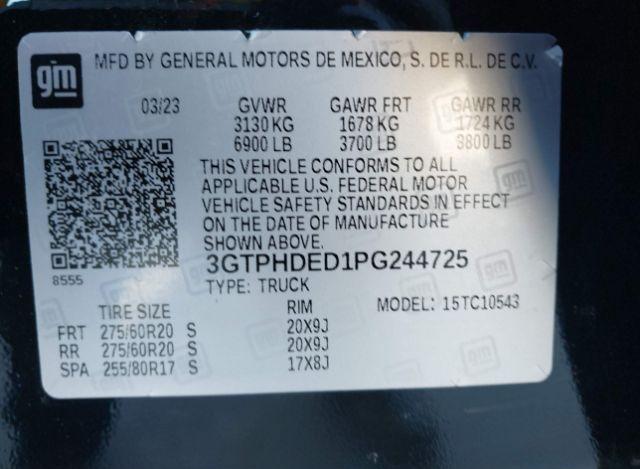 gm MFD BY GENERAL MOTORS DE MEXICO, S. DE R.L. DE C.V.
03/23 GVWR GAWR FRT GAWR RR
3130 KG 1678 KG 1724 KG
6900 LB 3700 LB 3800 LB
THIS VEHICLE CONFORMS TO ALL
APPLICABLE U.S. FEDERAL MOTOR
VEHICLE SAFETY STANDARDS IN EFFECT
ON THE DATE OF MANUFACTURE
SHOWN ABOVE.
8555
3GTPHDED1PG244725
TYPE: TRUCK
TIRE SIZE RIM MODEL: 15TC10543
FRT 275/60R20 S 20X9J
RR 275/60R20 S 20X9J
SPA 255/80R17 S 17X8J